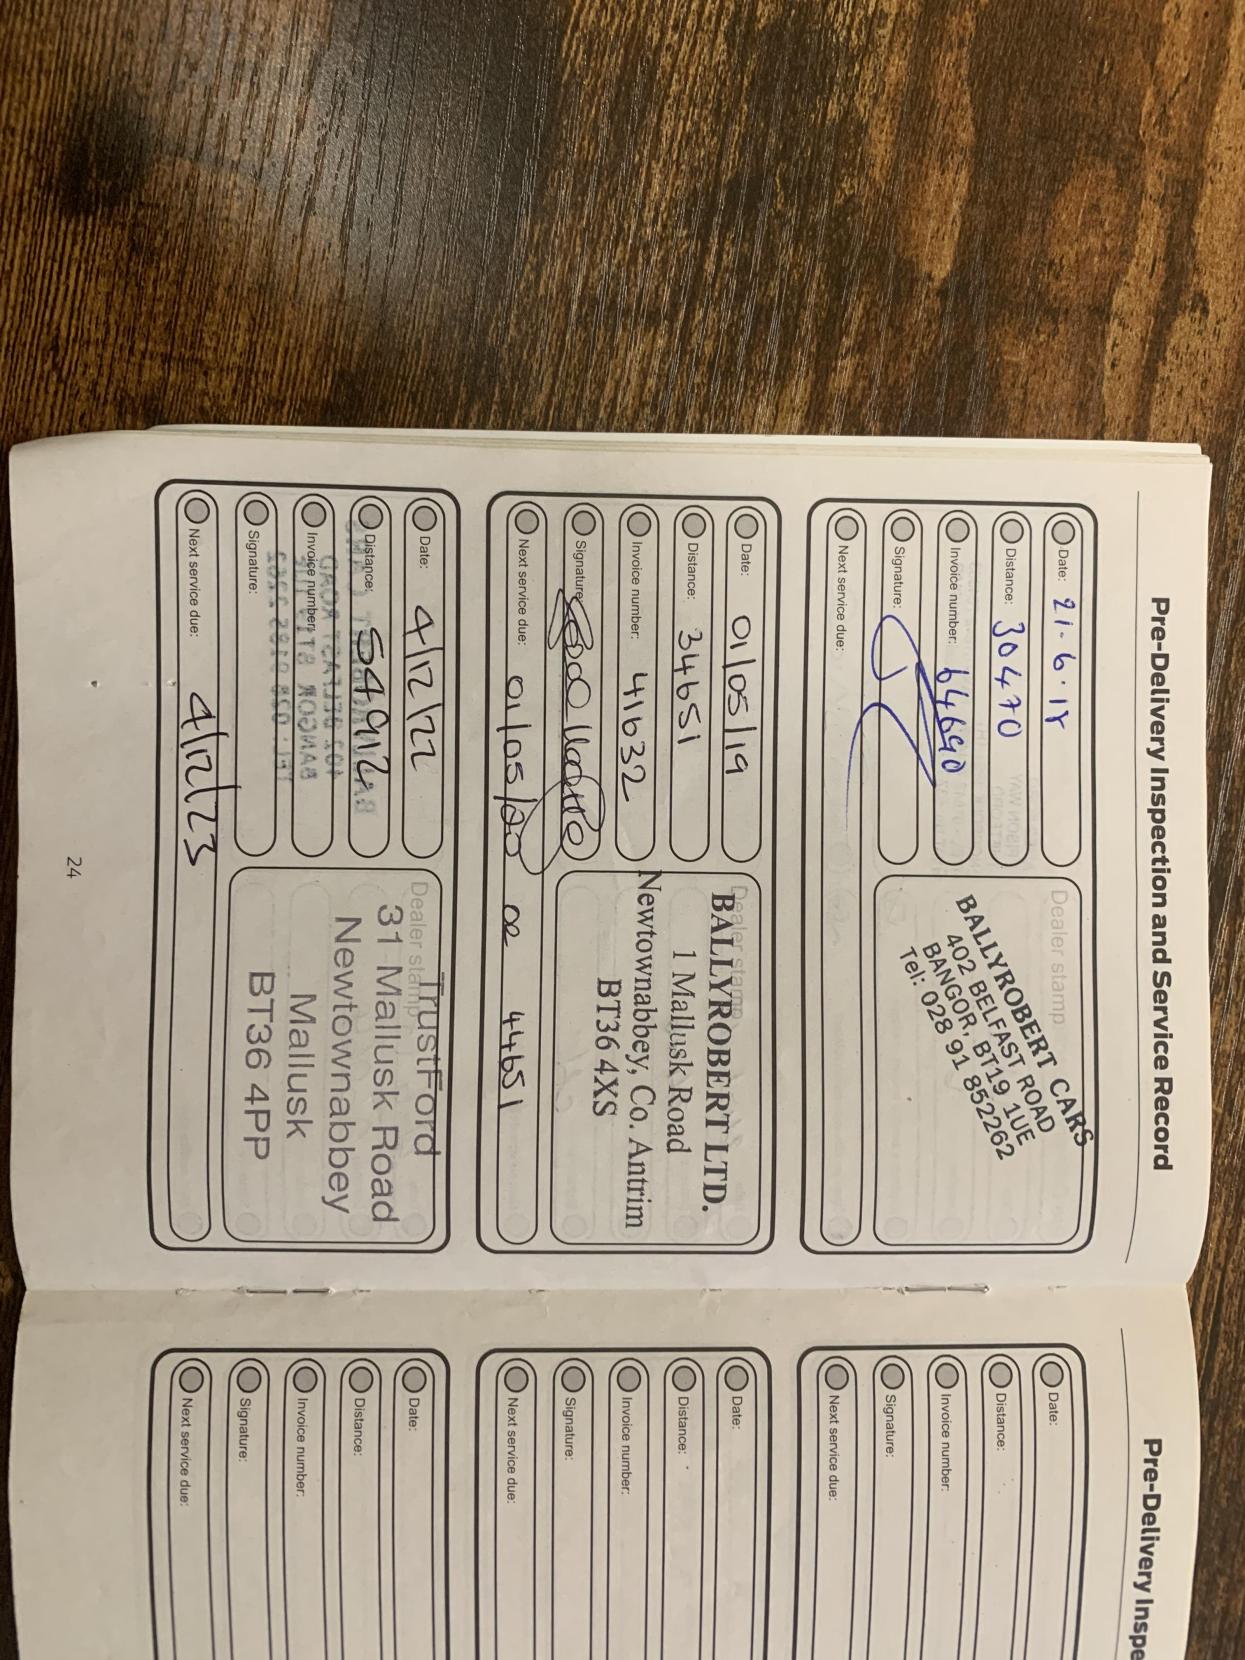 Pre-Delivery Inspection and Service Record
Date: 21.6.18
Distance: 30470
Invoice number: 64690
Signature:
Next service due:
Dealer stamp
BALLYROBERT CARS
402 BELFAST ROAD
BANGOR, BT19 1UE
Tel: 028 91 852262
Date: 01/05/19
Distance: 34651
Invoice number: 41632
Signature:
Next service due: 01/05/20 OR 44651
Dealer stamp
BALLYROBERT LTD.
1 Mallusk Road
Newtownabbey, Co. Antrim
BT36 4XS
Date: 4/12/22
Distance: 54912
Invoice number:
Signature:
Next service due: 4/12/23
Dealer stamp
TrustFord
31 Mallusk Road
Newtownabbey
Mallusk
BT36 4PP
24
Pre-Delivery Inspe
Date:
Distance:
Invoice number:
Signature:
Next service due:
Date:
Distance:
Invoice number:
Signature:
Next service due:
Date:
Distance:
Invoice number:
Signature:
Next service due: